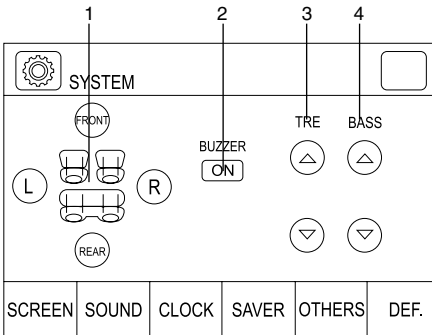 1 2 3 4
SYSTEM
FRONT
BUZZER TRE BASS
L R ON
REAR
SCREEN SOUND CLOCK SAVER OTHERS DEF.